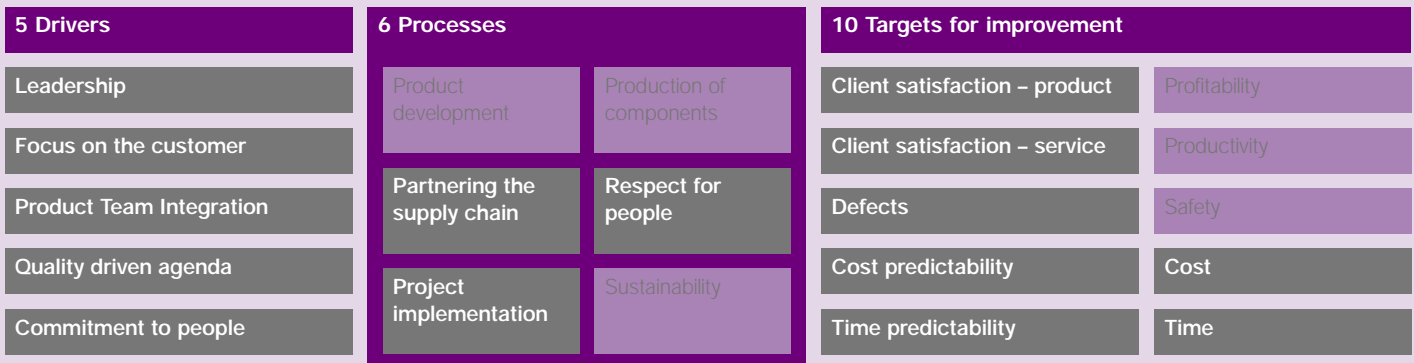 5 Drivers
Leadership
Focus on the customer
Product Team Integration
Quality driven agenda
Commitment to people
6 Processes
Product
development
Production of
components
Partnering the
supply chain
Respect for
people
Project
implementation
Sustainability
10 Targets for improvement
Client satisfaction – product
Profitability
Client satisfaction – service
Productivity
Defects
Safety
Cost predictability
Cost
Time predictability
Time